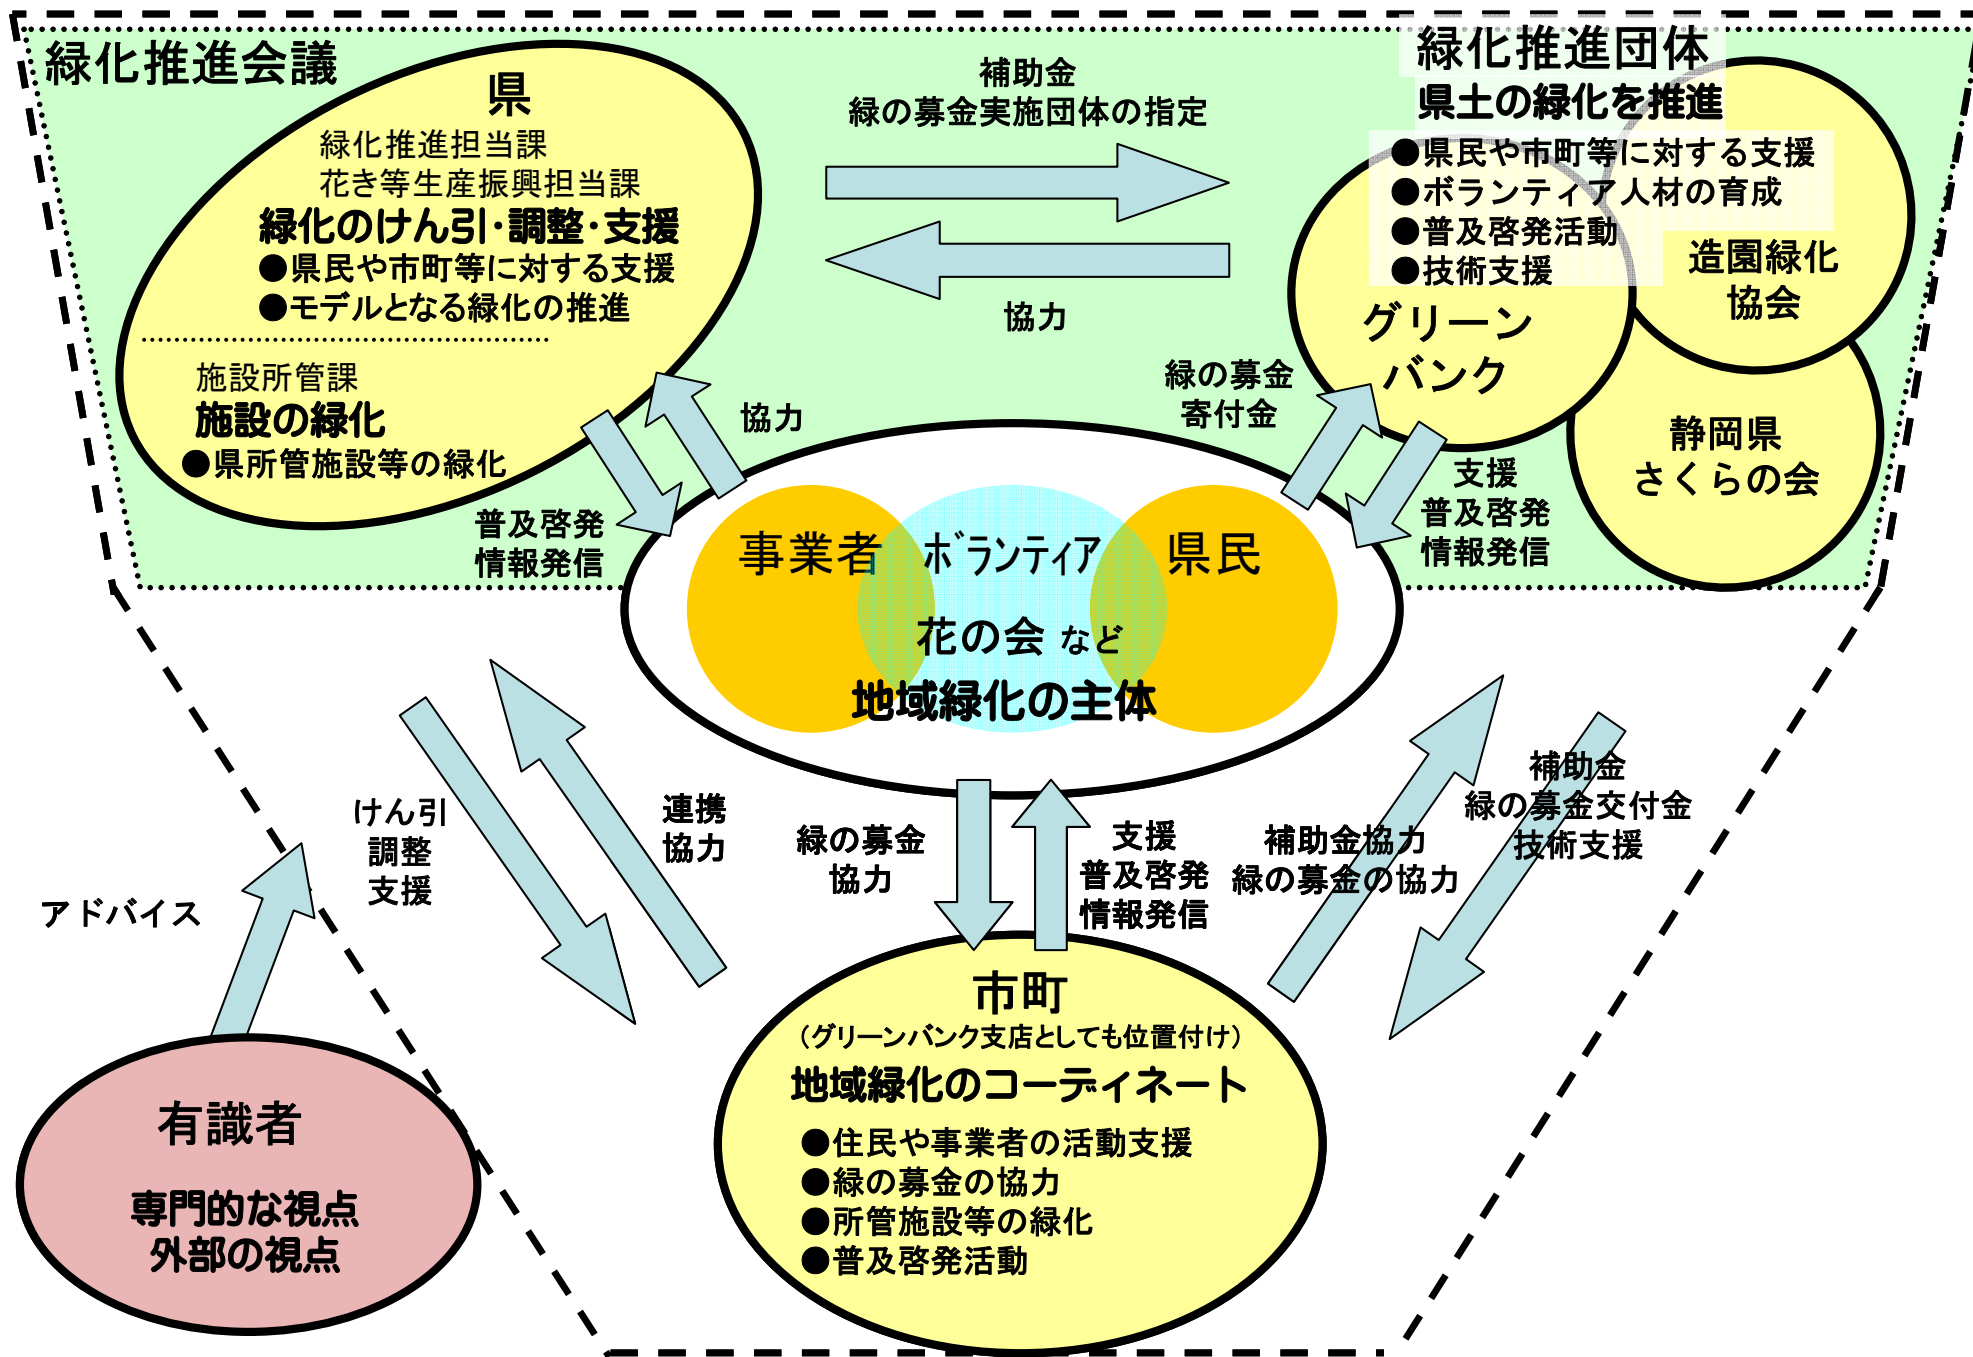 緑化推進会議
県
緑化推進担当課
花き等生産振興担当課
緑化のけん引・調整・支援
●県民や市町等に対する支援
●モデルとなる緑化の推進
施設所管課
施設の緑化
●県所管施設等の緑化
補助金
緑の募金実施団体の指定
協力
緑化推進団体
県土の緑化を推進
●県民や市町等に対する支援
●ボランティア人材の育成
●普及啓発活動
●技術支援
グリーン
バンク
造園緑化
協会
静岡県
さくらの会
協力
普及啓発
情報発信
緑の募金
寄付金
支援
普及啓発
情報発信
事業者
ボランティア
県民
花の会 など
地域緑化の主体
けん引
調整
支援
連携
協力
緑の募金
協力
支援
普及啓発
情報発信
補助金協力
緑の募金の協力
補助金
緑の募金交付金
技術支援
アドバイス
有識者
専門的な視点
外部の視点
市町
（グリーンバンク支店としても位置付け）
地域緑化のコーディネート
●住民や事業者の活動支援
●緑の募金の協力
●所管施設等の緑化
●普及啓発活動